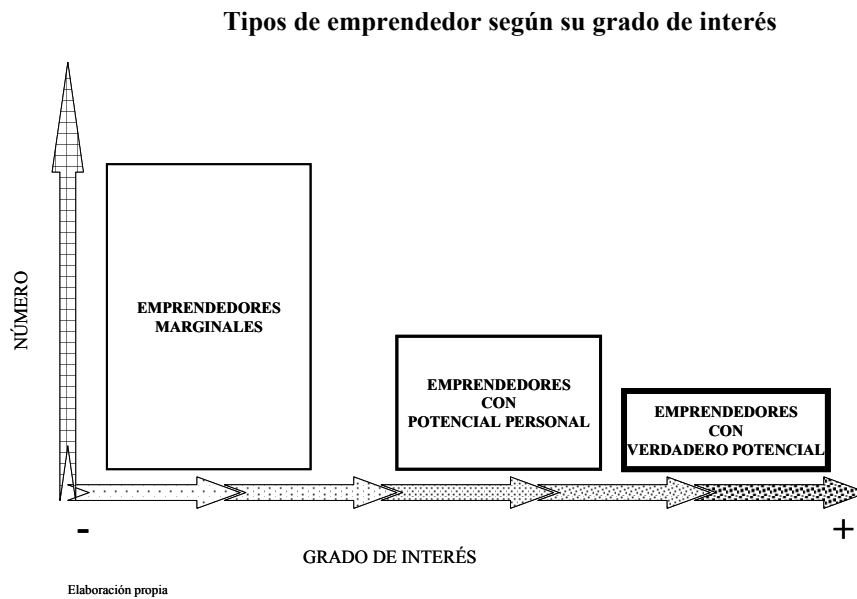 Tipos de emprendedor según su grado de interés
NÚMERO
EMPRENDEDORES
MARGINALES
EMPRENDEDORES
CON
POTENCIAL PERSONAL
EMPRENDEDORES
CON
VERDADERO POTENCIAL
-
+
GRADO DE INTERÉS
Elaboración propia